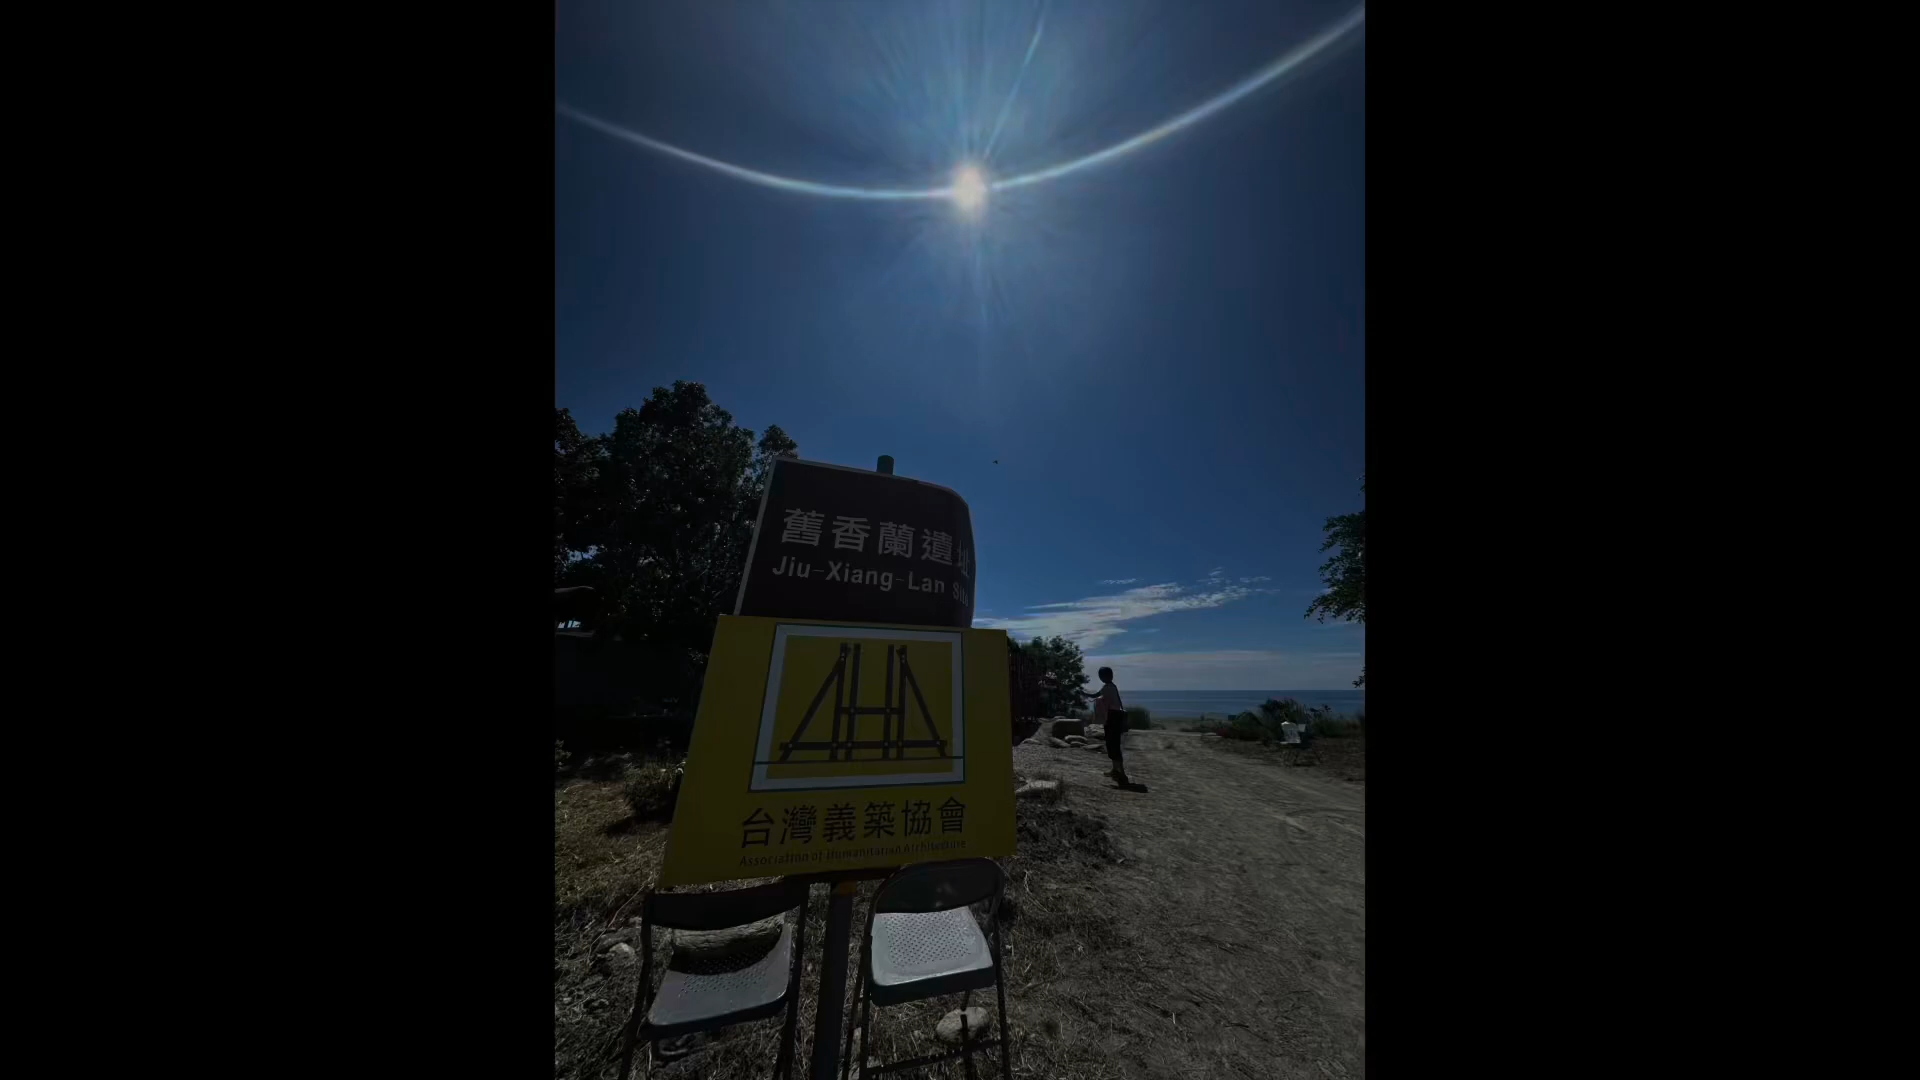 舊香蘭遺址
Jiu-Xiang-Lan Site
台灣義築協會
Association of Humanitarian Architecture